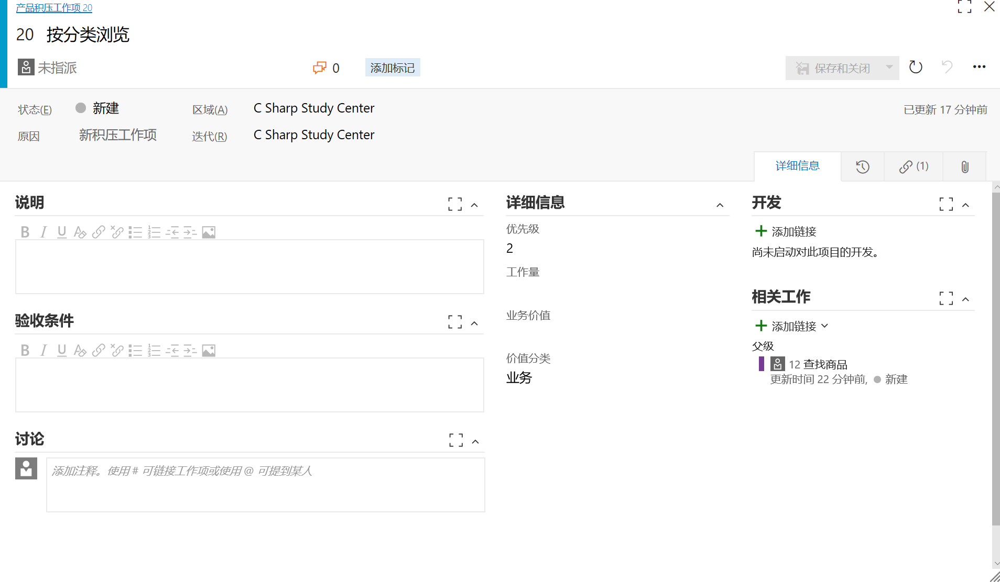 产品积压工作项 20
20 按分类浏览
未指派
0
添加标记
保存和关闭
状态(E)
新建
区域(A)
C Sharp Study Center
已更新 17 分钟前
原因
新积压工作项
迭代(R)
C Sharp Study Center
详细信息
(1)
说明
验收条件
讨论
添加注释。使用 # 可链接工作项或使用 @ 可提到某人
详细信息
优先级
2
工作量
业务价值
价值分类
业务
开发
添加链接
尚未启动对此项目的开发。
相关工作
添加链接
父级
12 查找商品
更新时间 22 分钟前, 新建